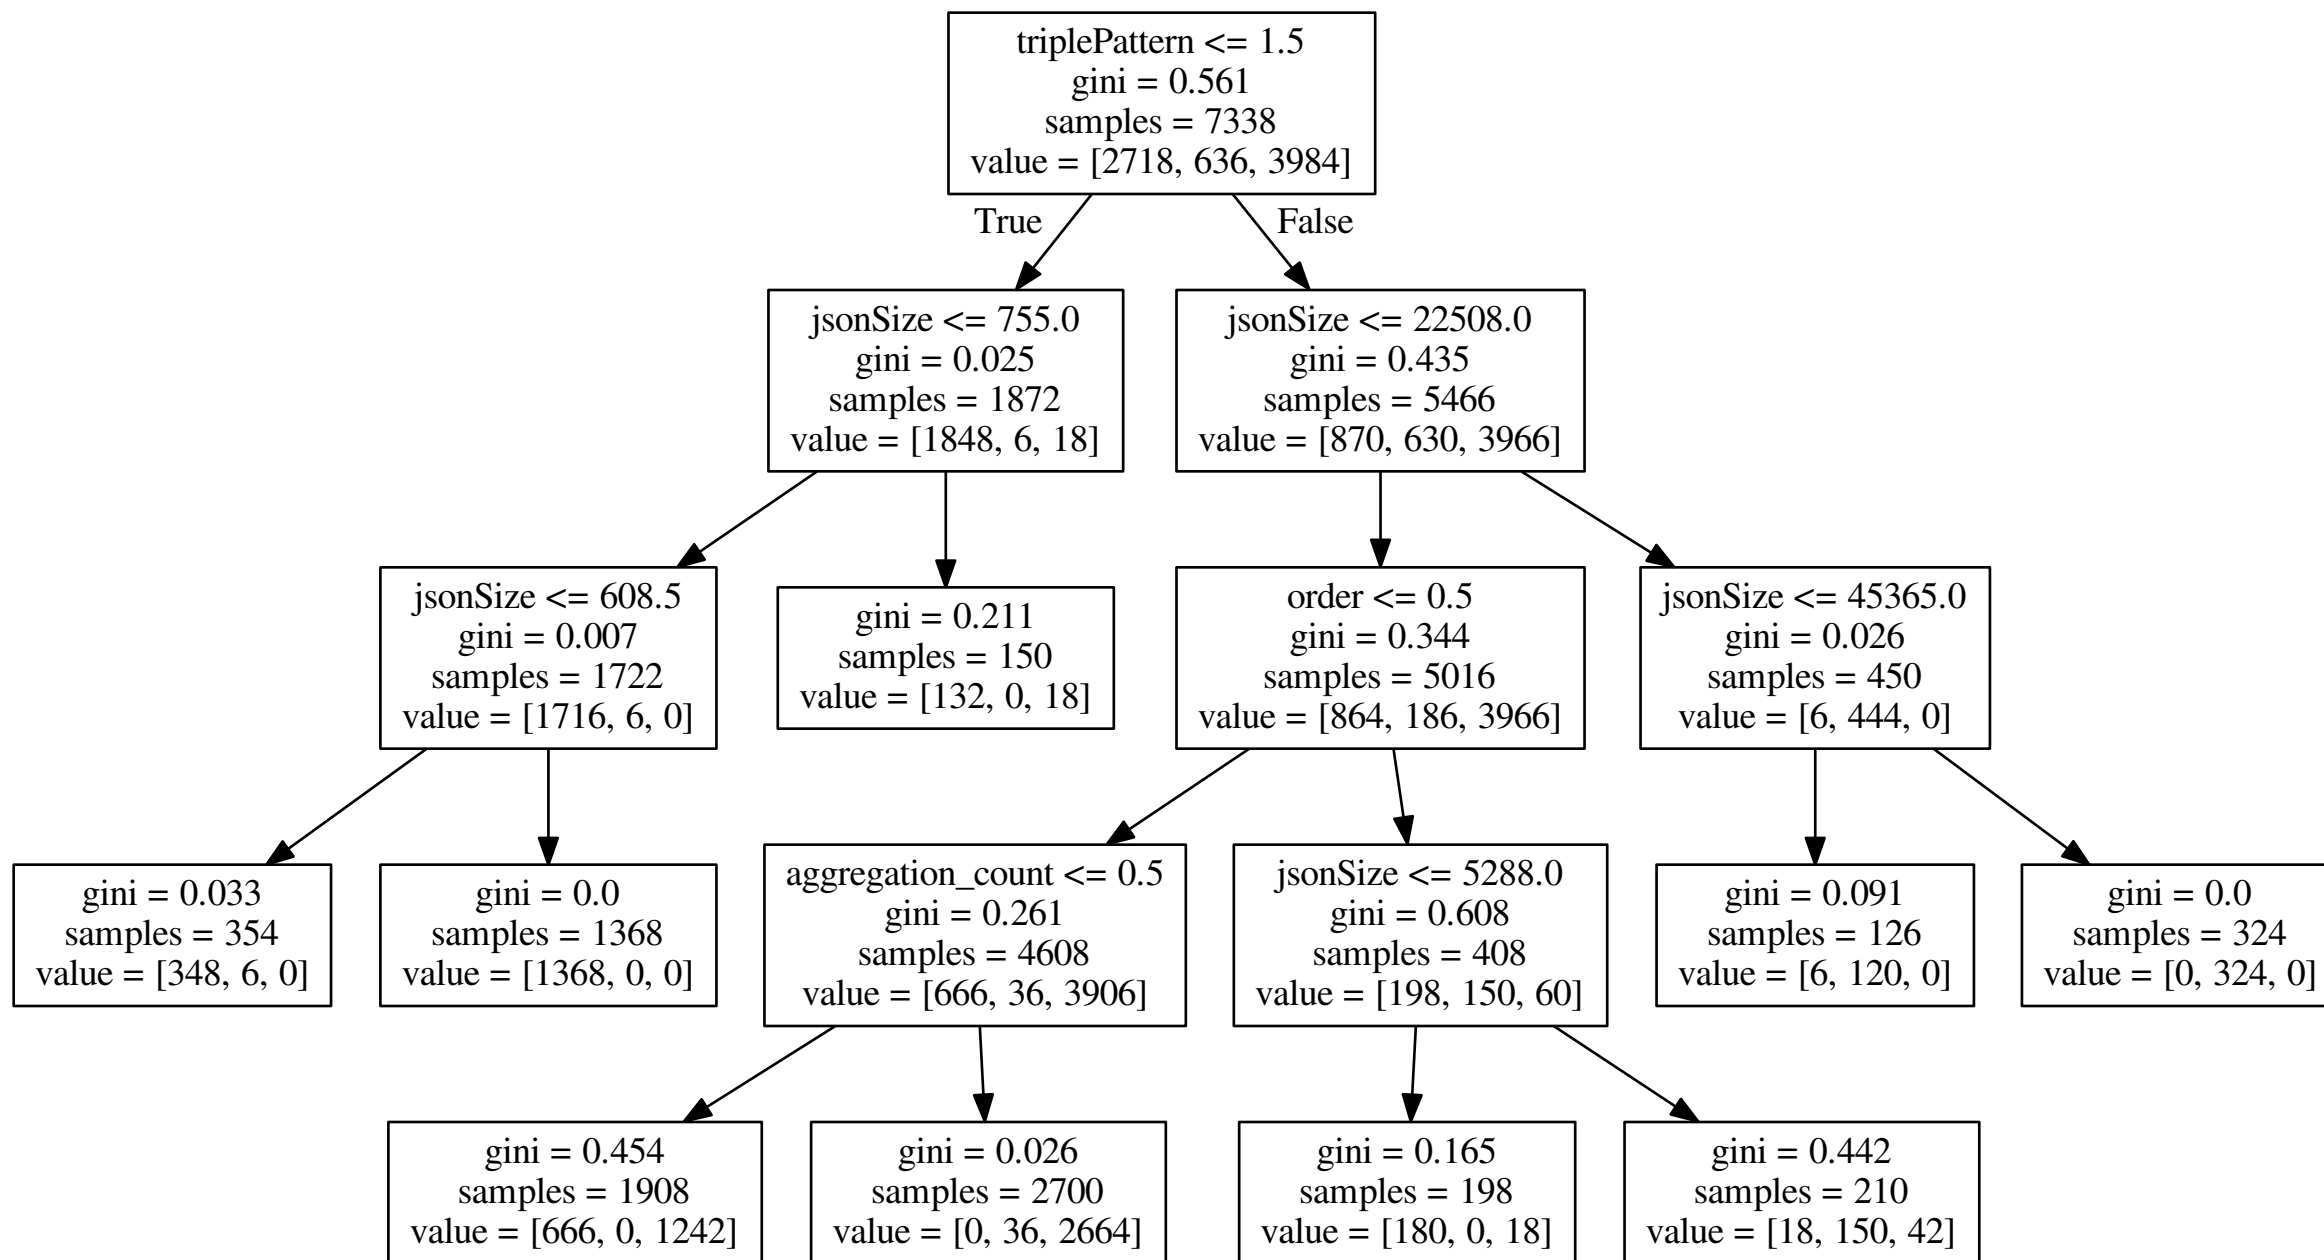 triplePattern <= 1.5
gini = 0.561
samples = 7338
value = [2718, 636, 3984]
True
False
jsonSize <= 755.0
gini = 0.025
samples = 1872
value = [1848, 6, 18]
jsonSize <= 22508.0
gini = 0.435
samples = 5466
value = [870, 630, 3966]
jsonSize <= 608.5
gini = 0.007
samples = 1722
value = [1716, 6, 0]
gini = 0.211
samples = 150
value = [132, 0, 18]
order <= 0.5
gini = 0.344
samples = 5016
value = [864, 186, 3966]
jsonSize <= 45365.0
gini = 0.026
samples = 450
value = [6, 444, 0]
gini = 0.033
samples = 354
value = [348, 6, 0]
gini = 0.0
samples = 1368
value = [1368, 0, 0]
aggregation_count <= 0.5
gini = 0.261
samples = 4608
value = [666, 36, 3906]
jsonSize <= 5288.0
gini = 0.608
samples = 408
value = [198, 150, 60]
gini = 0.091
samples = 126
value = [6, 120, 0]
gini = 0.0
samples = 324
value = [0, 324, 0]
gini = 0.454
samples = 1908
value = [666, 0, 1242]
gini = 0.026
samples = 2700
value = [0, 36, 2664]
gini = 0.165
samples = 198
value = [180, 0, 18]
gini = 0.442
samples = 210
value = [18, 150, 42]